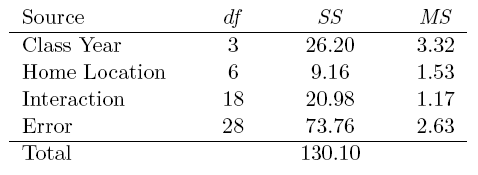 Source df SS MS
Class Year 3 26.20 3.32
Home Location 6 9.16 1.53
Interaction 18 20.98 1.17
Error 28 73.76 2.63
Total 130.10